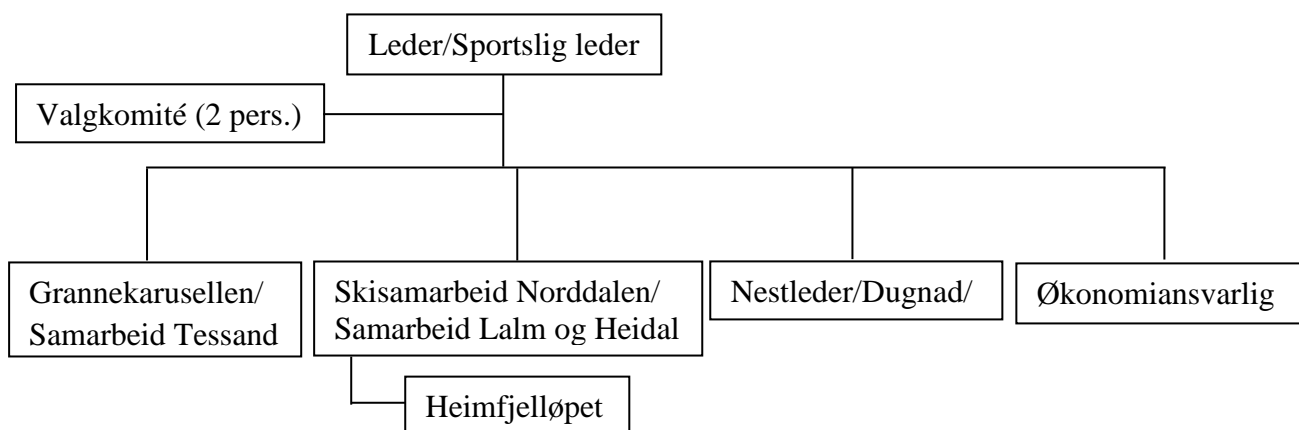 Leder/Sportslig leder
Valgkomité (2 pers.)
Grannekarusellen/
Samarbeid Tessand
Skisamarbeid Norddalen/
Samarbeid Lalm og Heidal
Nestleder/Dugnad/
Økonomiansvarlig
Heimfjelløpet